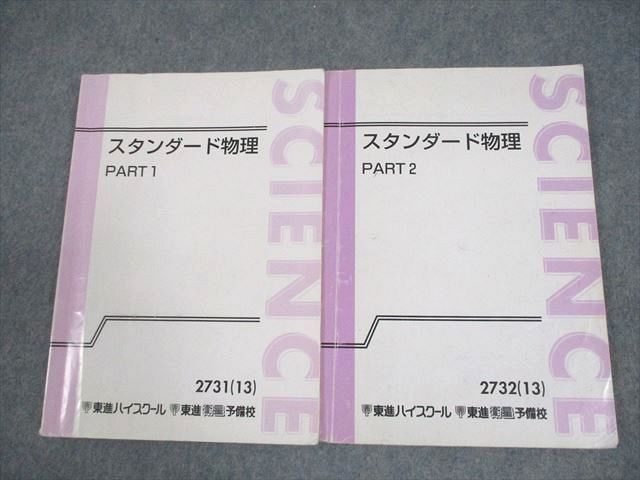 スタンダード物理
PART 1
SCIENCE
2731(13)
東進ハイスクール 東進衛星予備校
スタンダード物理
PART 2
SCIENCE
2732(13)
東進ハイスクール 東進衛星予備校